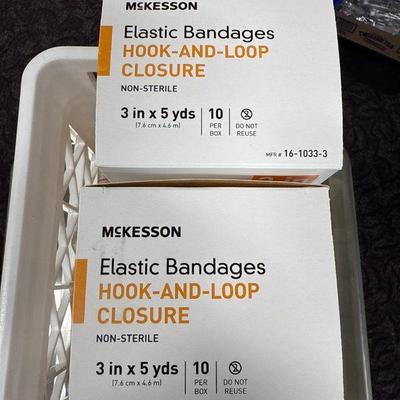 McKESSON
Elastic Bandages
HOOK-AND-LOOP
CLOSURE
NON-STERILE
3 in x 5 yds
(7.6 cm x 4.6 m)
10
PER
BOX
DO NOT
REUSE
MFR # 16-1033-3
McKESSON
Elastic Bandages
HOOK-AND-LOOP
CLOSURE
NON-STERILE
3 in x 5 yds
(7.6 cm x 4.6 m)
10
PER
BOX
DO NOT
REUSE